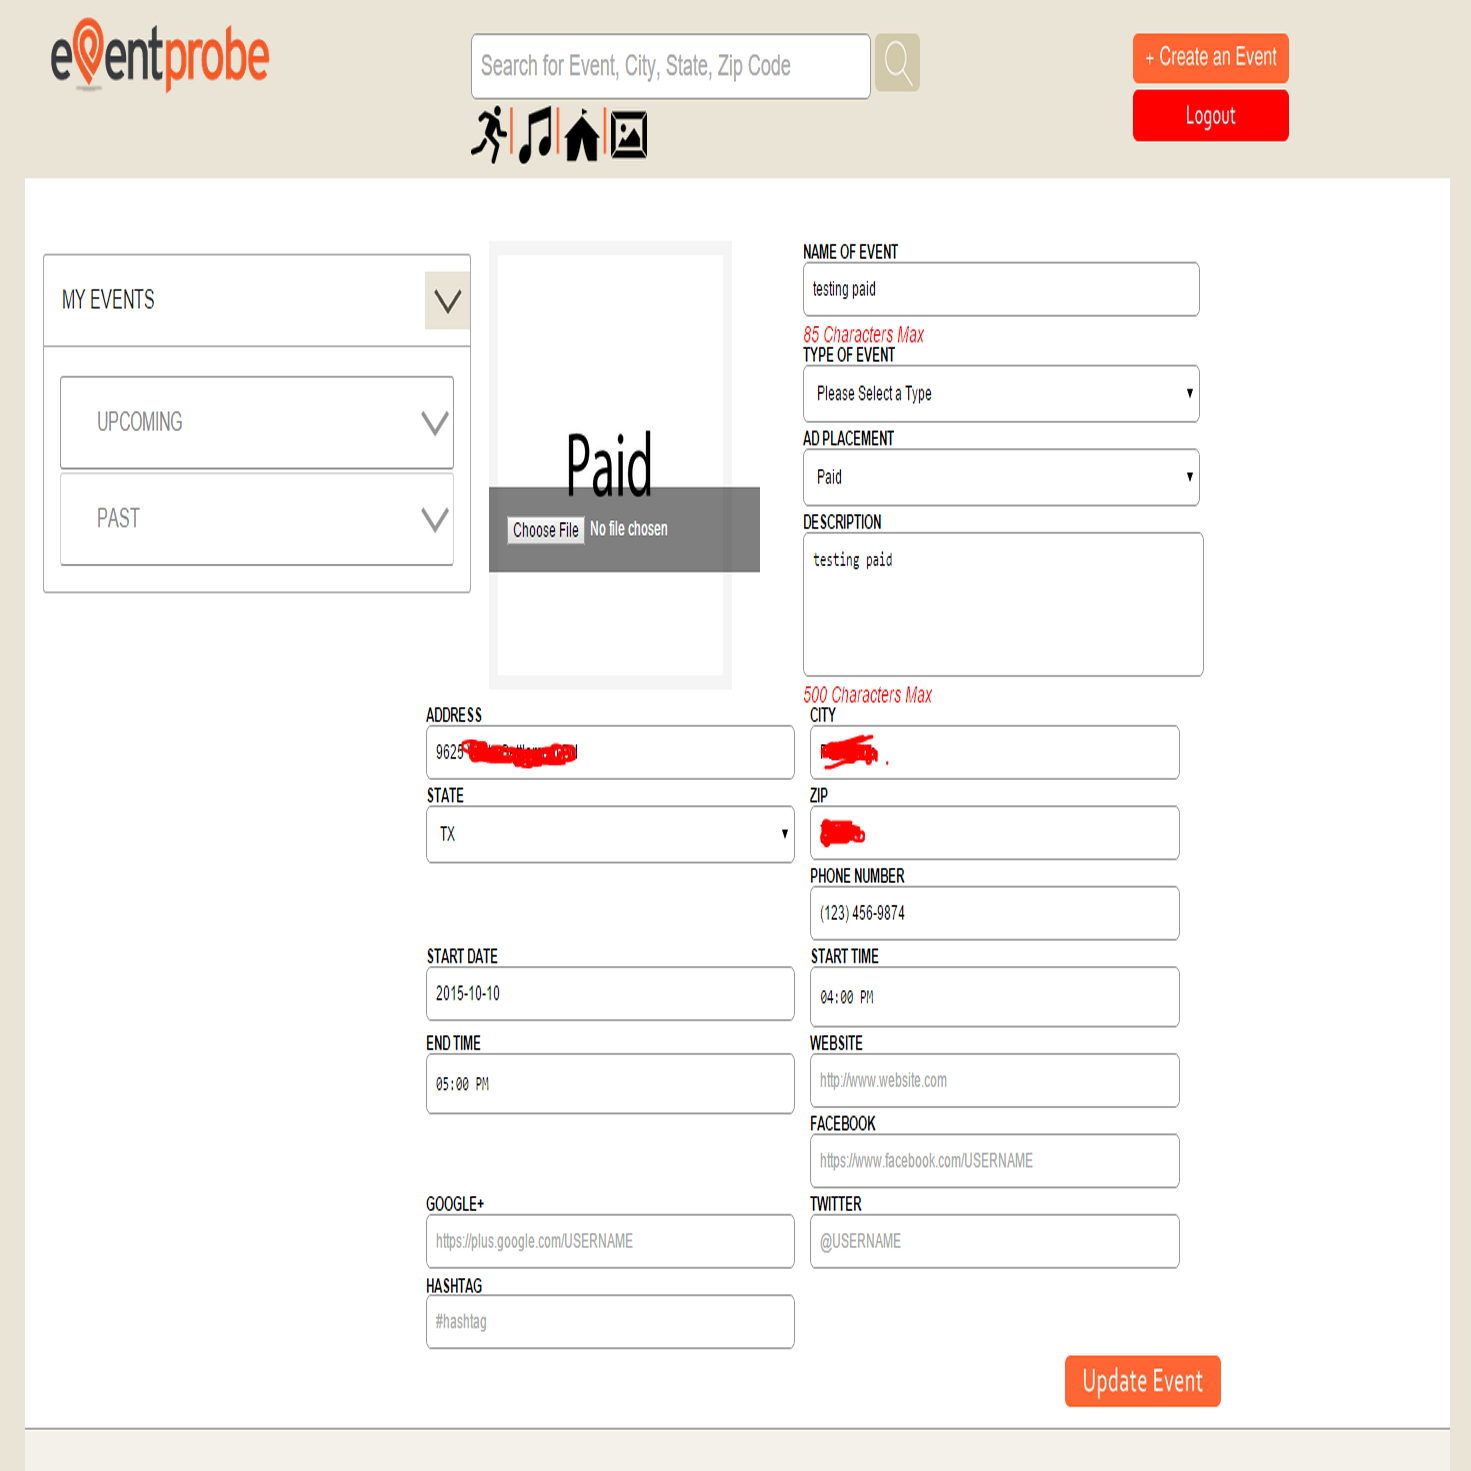 eventprobe
Search for Event, City, State, Zip Code
+ Create an Event
Logout
MY EVENTS
UPCOMING
PAST
Paid
Choose File No file chosen
NAME OF EVENT
testing paid
85 Characters Max
TYPE OF EVENT
Please Select a Type
AD PLACEMENT
Paid
DESCRIPTION
testing paid
500 Characters Max
ADDRESS
9625
CITY
STATE
TX
ZIP
PHONE NUMBER
(123) 456-9874
START DATE
2015-10-10
START TIME
04:00 PM
END TIME
05:00 PM
WEBSITE
http://www.website.com
FACEBOOK
https://www.facebook.com/USERNAME
GOOGLE+
https://plus.google.com/USERNAME
TWITTER
@USERNAME
HASHTAG
#hashtag
Update Event